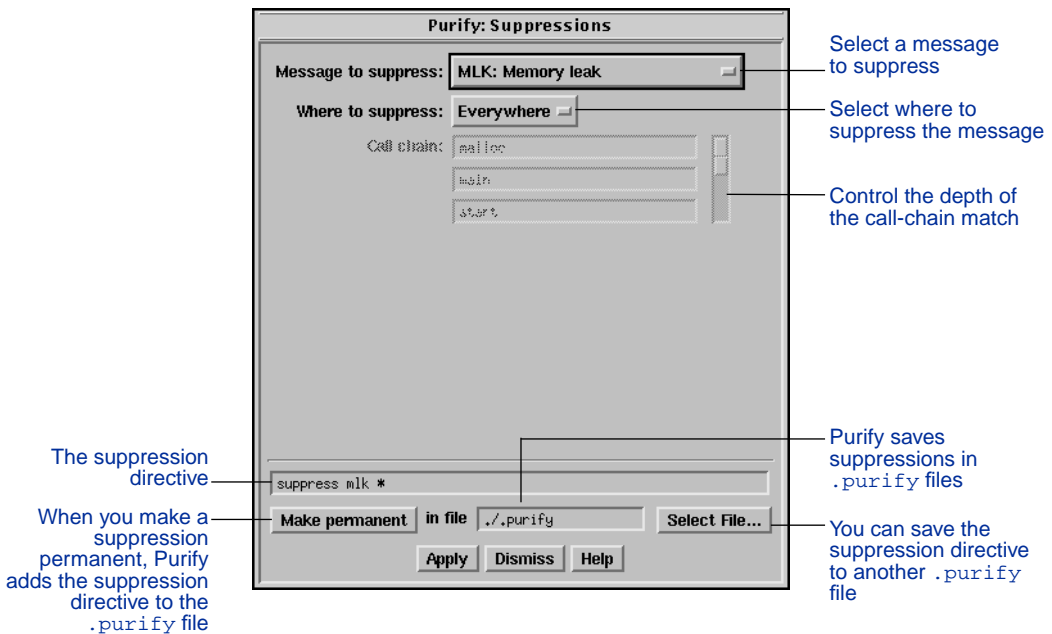 Purify: Suppressions
Message to suppress: MLK: Memory leak
Select a message
to suppress
Where to suppress: Everywhere
Select where to
suppress the message
Call chain: malloc
main
start
Control the depth of
the call-chain match
Purify saves
suppressions in
.purify files
The suppression
directive
suppress mlk *
When you make a
suppression
permanent, Purify
adds the suppression
directive to the
.purify file
Make permanent in file ./.purify Select File...
You can save the
suppression directive
to another .purify
file
Apply Dismiss Help